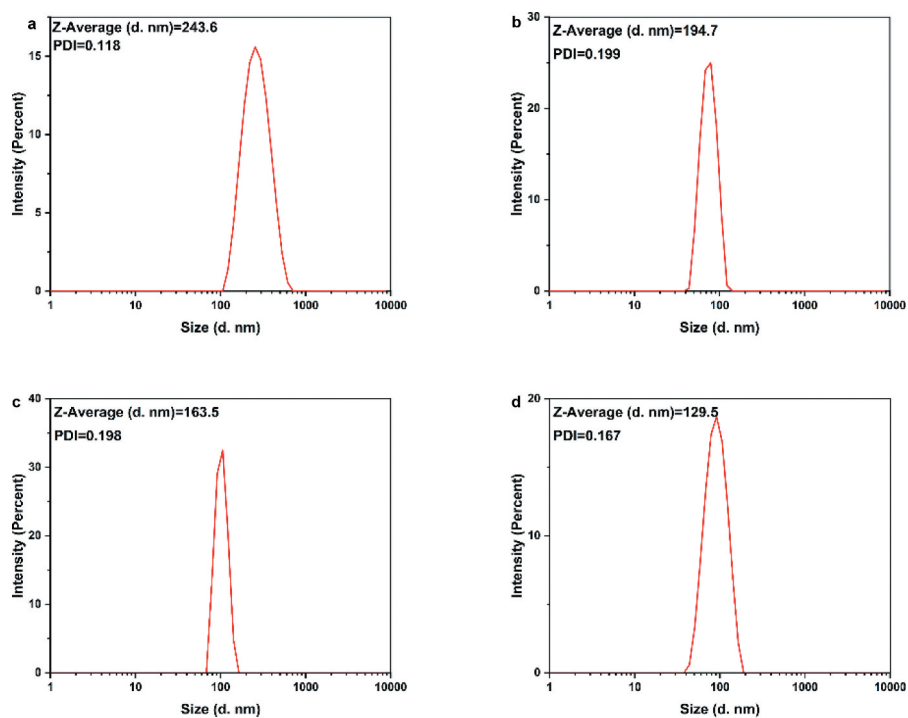 a
Z-Average (d. nm)=243.6
PDI=0.118
15
10
5
0
Intensity (Percent)
1 10 100 1000 10000
Size (d. nm)
b
Z-Average (d. nm)=194.7
PDI=0.199
30
20
10
0
Intensity (Percent)
1 10 100 1000 10000
Size (d. nm)
c
Z-Average (d. nm)=163.5
PDI=0.198
40
30
20
10
0
Intensity (Percent)
1 10 100 1000 10000
Size (d. nm)
d
Z-Average (d. nm)=129.5
PDI=0.167
20
10
0
Intensity (Percent)
1 10 100 1000 10000
Size (d. nm)